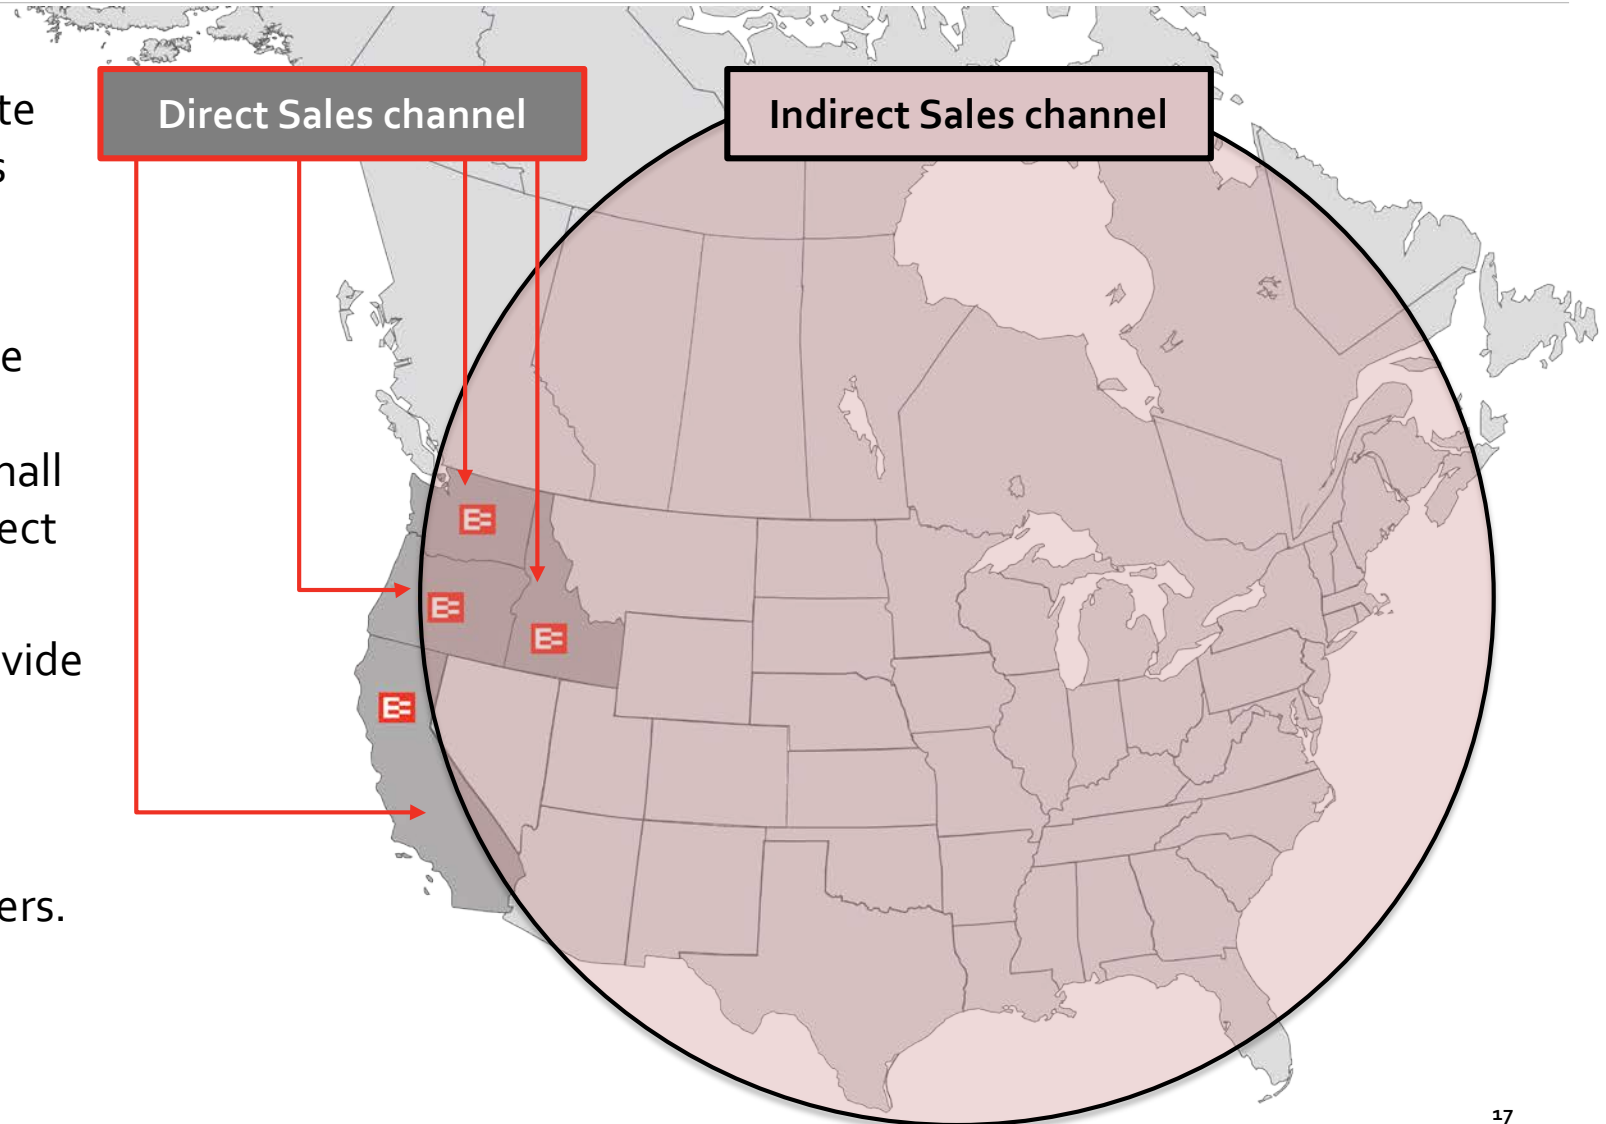 Direct Sales channel
Indirect Sales channel
te
s
e
nall
ect
vide
ers.
E=
E=
E=
E=
17